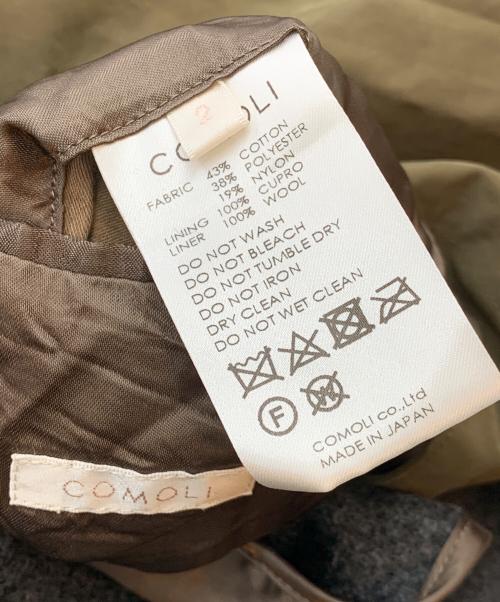 2
COMOLI
FABRIC 43% COTTON
38% POLYESTER
19% NYLON
LINING 100% CUPRO
LINER 100% WOOL
DO NOT WASH
DO NOT BLEACH
DO NOT TUMBLE DRY
DO NOT IRON
DRY CLEAN
DO NOT WET CLEAN
F W
COMOLI co.,Ltd
MADE IN JAPAN
COMOLI